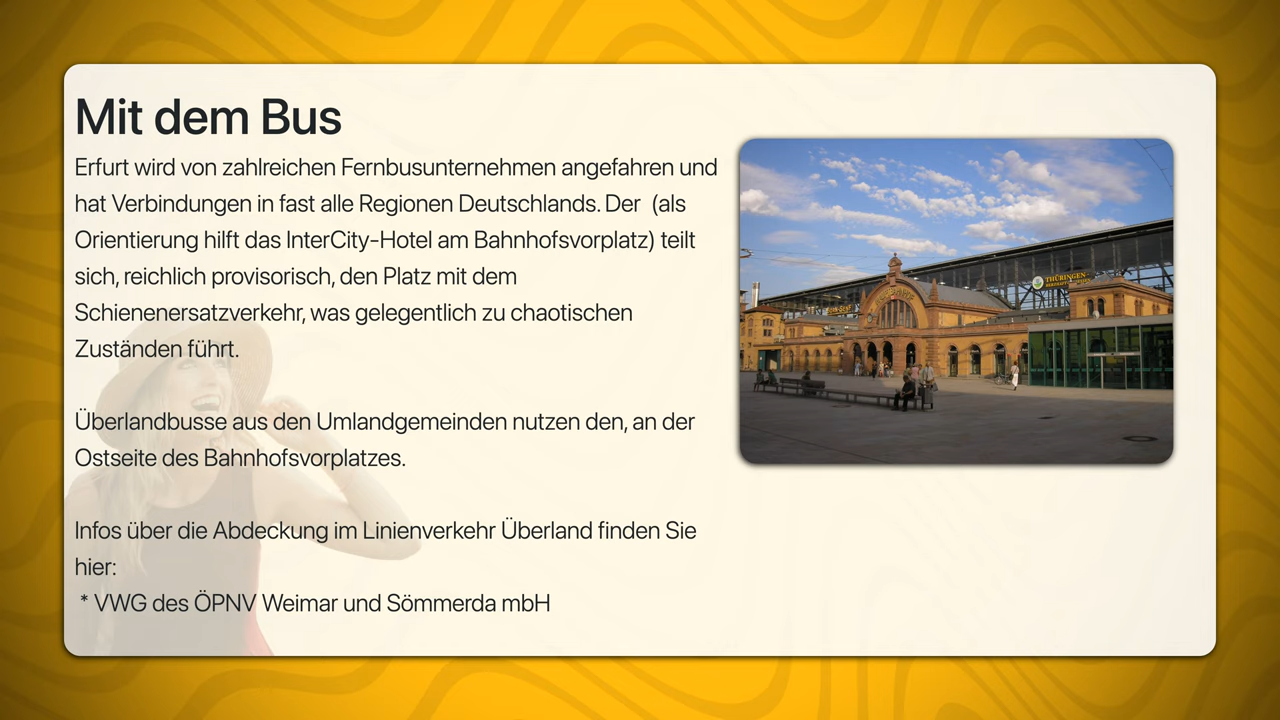 Mit dem Bus
Erfurt wird von zahlreichen Fernbusunternehmen angefahren und
hat Verbindungen in fast alle Regionen Deutschlands. Der  (als
Orientierung hilft das InterCity-Hotel am Bahnhofsvorplatz) teilt
sich, reichlich provisorisch, den Platz mit dem
Schienenersatzverkehr, was gelegentlich zu chaotischen
Zuständen führt.
Überlandbusse aus den Umlandgemeinden nutzen den, an der
Ostseite des Bahnhofsvorplatzes.
Infos über die Abdeckung im Linienverkehr Überland finden Sie
hier:
* VWG des ÖPNV Weimar und Sömmerda mbH
THÜRINGEN